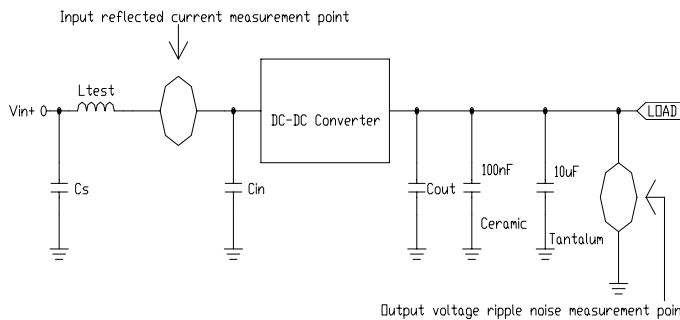 Input reflected current measurement point
Ltest
Vin+
DC-DC Converter
LOAD
Cs
Cin
Cout
100nF
10uF
Ceramic
Tantalum
Output voltage ripple noise measurement poin